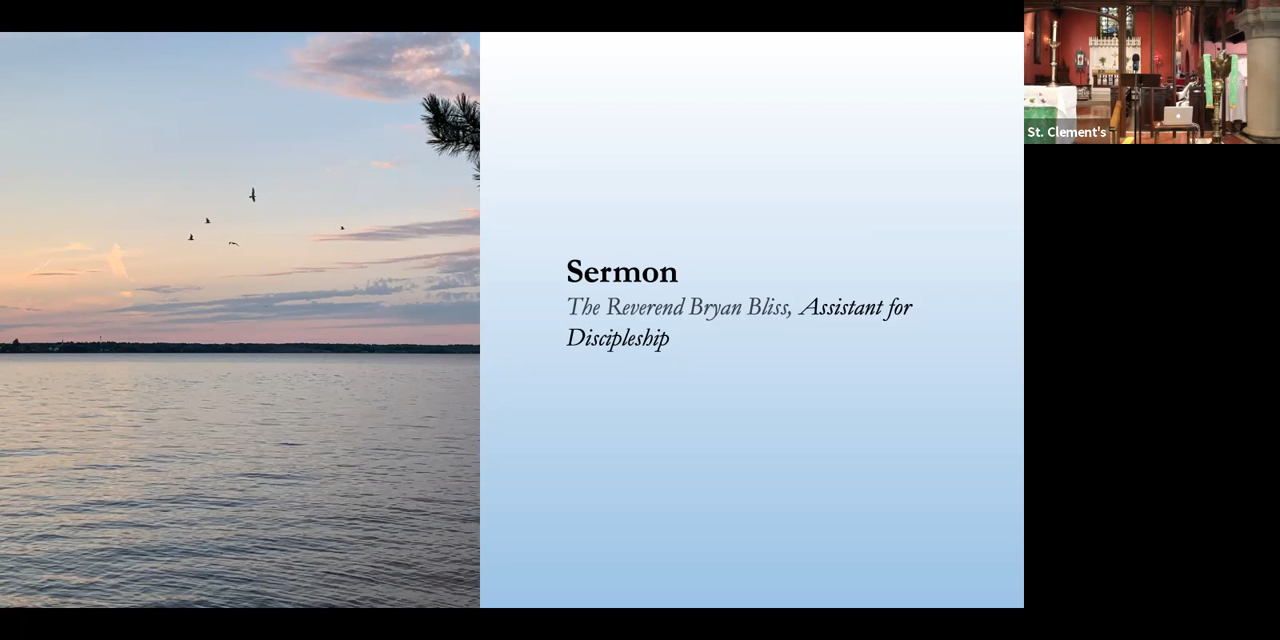 Sermon
The Reverend Bryan Bliss, Assistant for
Discipleship
St. Clement's